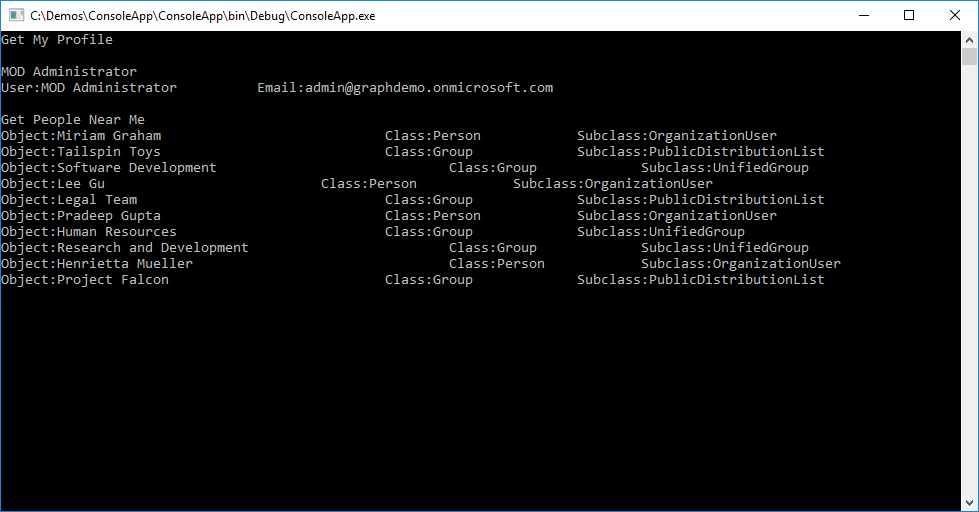 C:\Demos\ConsoleApp\ConsoleApp\bin\Debug\ConsoleApp.exe
Get My Profile
MOD Administrator
User:MOD Administrator          Email:admin@graphdemo.onmicrosoft.com
Get People Near Me
Object:Miriam Graham                            Class:Person            Subclass:OrganizationUser
Object:Tailspin Toys                            Class:Group             Subclass:PublicDistributionList
Object:Software Development                             Class:Group             Subclass:UnifiedGroup
Object:Lee Gu                           Class:Person            Subclass:OrganizationUser
Object:Legal Team                               Class:Group             Subclass:PublicDistributionList
Object:Pradeep Gupta                            Class:Person            Subclass:OrganizationUser
Object:Human Resources                          Class:Group             Subclass:UnifiedGroup
Object:Research and Development                         Class:Group             Subclass:UnifiedGroup
Object:Henrietta Mueller                                Class:Person            Subclass:OrganizationUser
Object:Project Falcon                           Class:Group             Subclass:PublicDistributionList